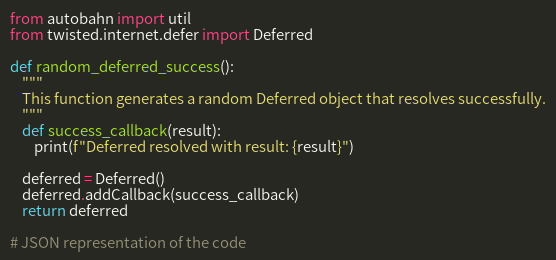 from autobahn import util
from twisted.internet.defer import Deferred

def random_deferred_success():
    """
    This function generates a random Deferred object that resolves successfully.
    """
    def success_callback(result):
        print(f"Deferred resolved with result: {result}")

    deferred = Deferred()
    deferred.addCallback(success_callback)
    return deferred

# JSON representation of the code